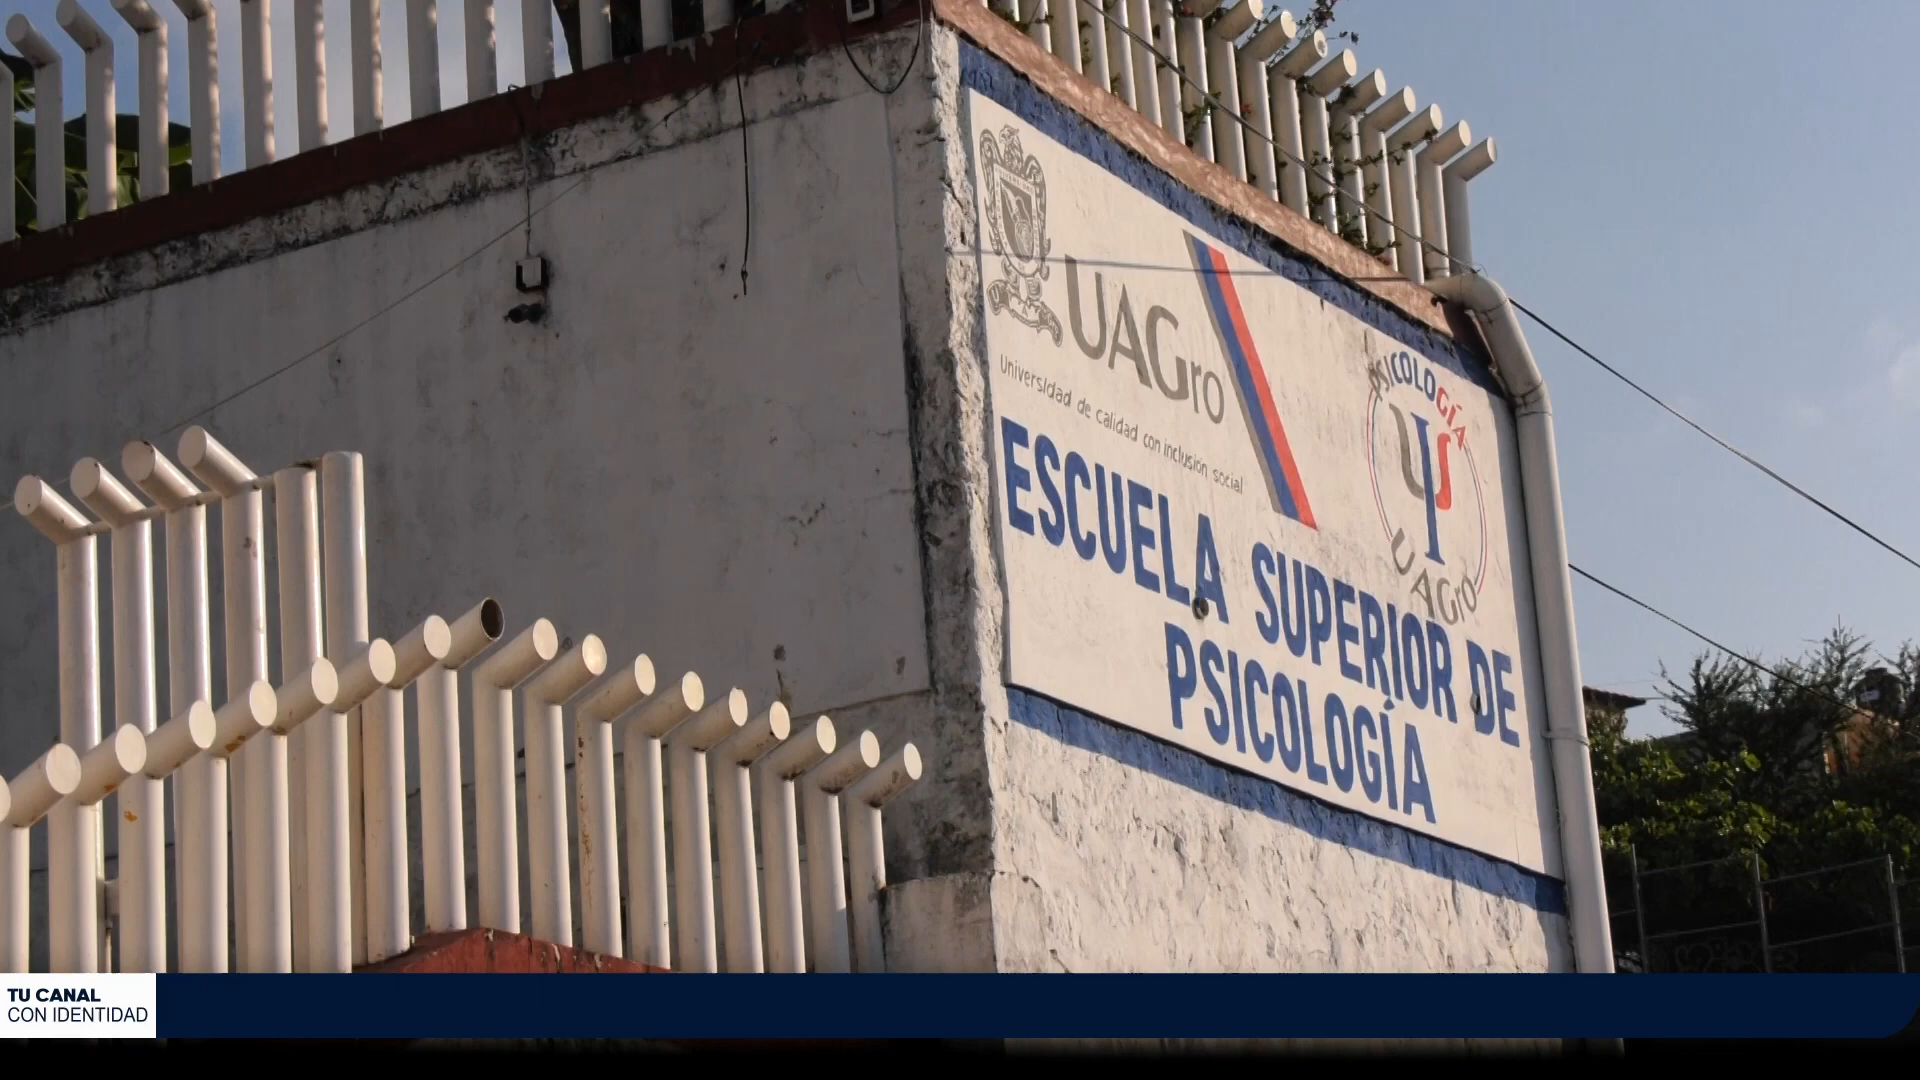 UAGro
Universidad de calidad con inclusión social
PSICOLOGÍA
UAGro
ESCUELA SUPERIOR DE
PSICOLOGÍA
TU CANAL
CON IDENTIDAD